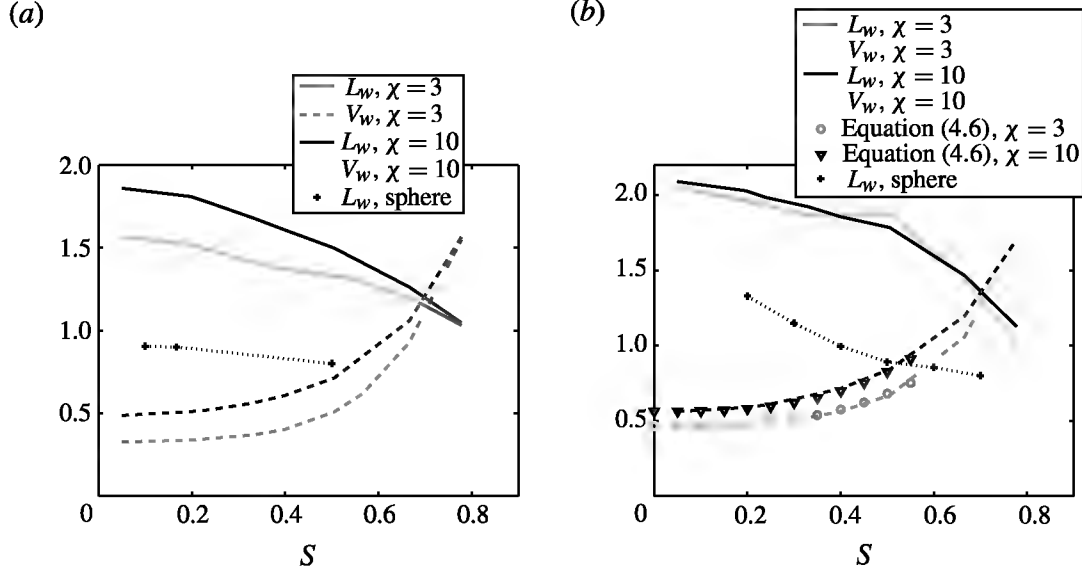 (a)
L_w, χ = 3
V_w, χ = 3
L_w, χ = 10
V_w, χ = 10
L_w, sphere
2.0
1.5
1.0
0.5
0
0.2
0.4
0.6
0.8
S
(b)
L_w, χ = 3
V_w, χ = 3
L_w, χ = 10
V_w, χ = 10
Equation (4.6), χ = 3
Equation (4.6), χ = 10
L_w, sphere
2.0
1.5
1.0
0.5
0
0.2
0.4
0.6
0.8
S